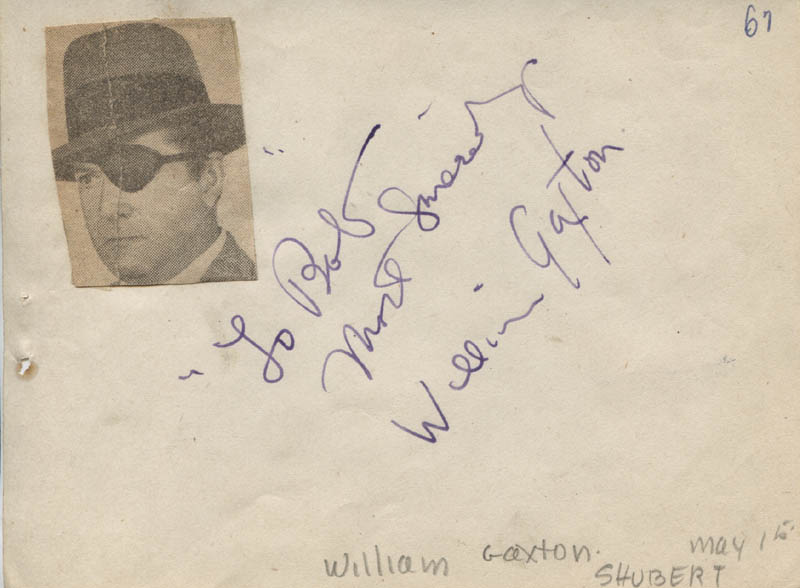 67
"To Bob
Most Sincerely"
William Gaxton
William Gaxton.
May 15
SHUBERT